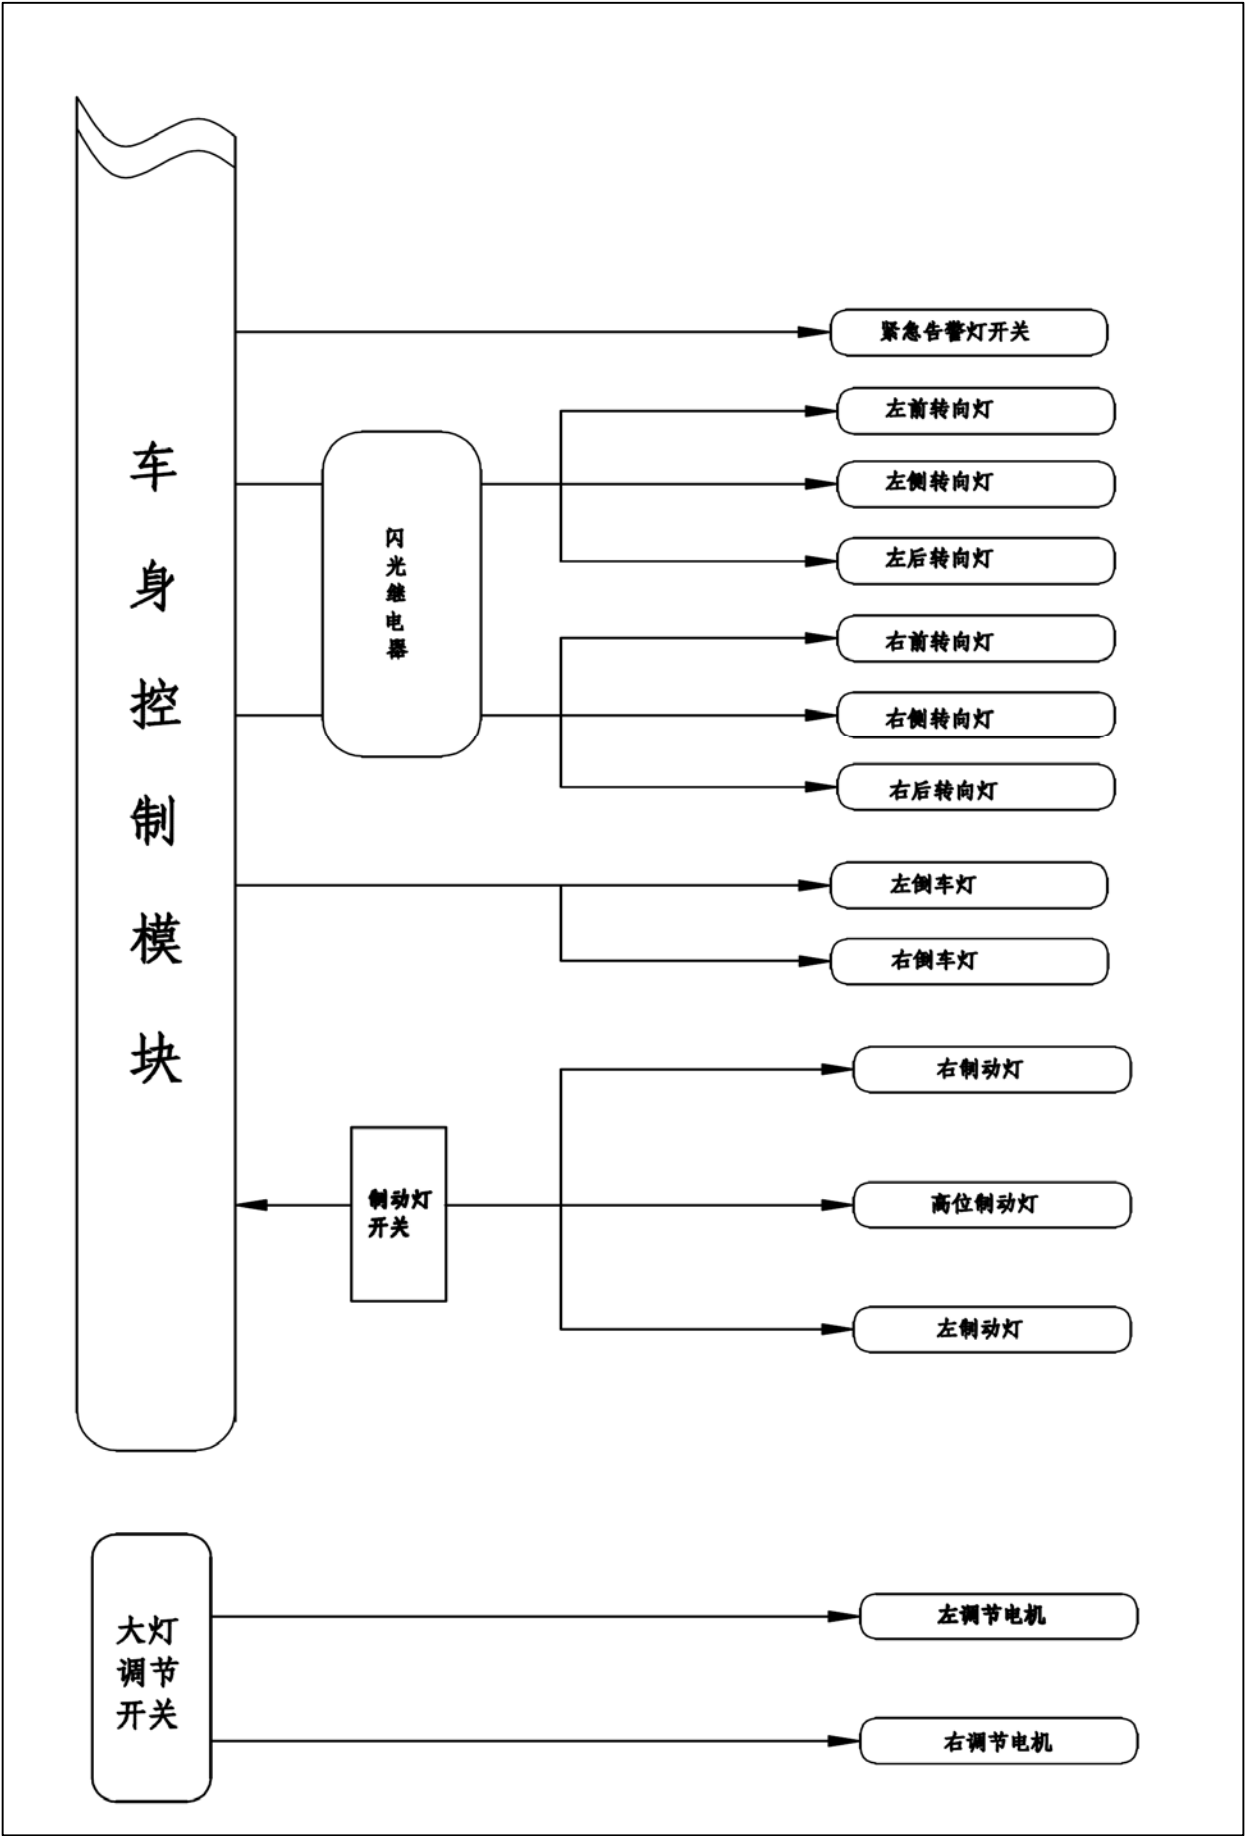 车身控制模块
紧急告警灯开关
闪光继电器
左前转向灯
左侧转向灯
左后转向灯
右前转向灯
右侧转向灯
右后转向灯
左倒车灯
右倒车灯
制动灯
开关
右制动灯
高位制动灯
左制动灯
大灯
调节
开关
左调节电机
右调节电机